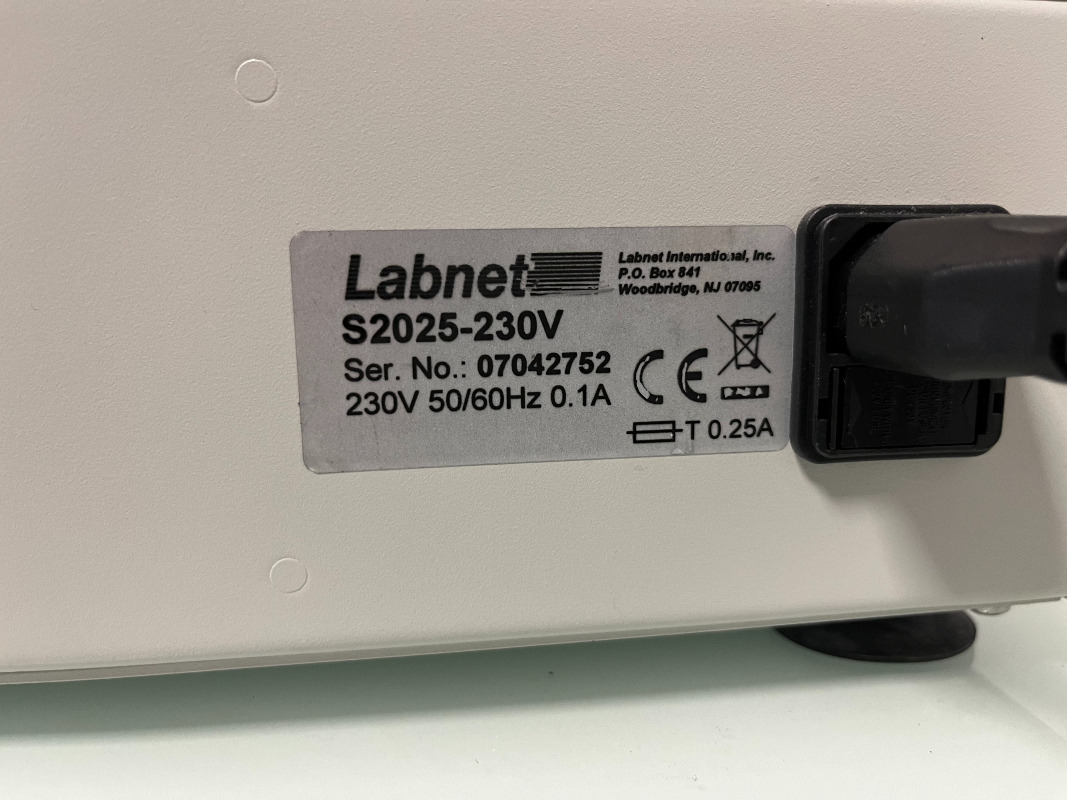 Labnet
Labnet International, Inc.
P.O. Box 841
Woodbridge, NJ 07095
S2025-230V
Ser. No.: 07042752
230V 50/60Hz 0.1A
CE
T 0.25A